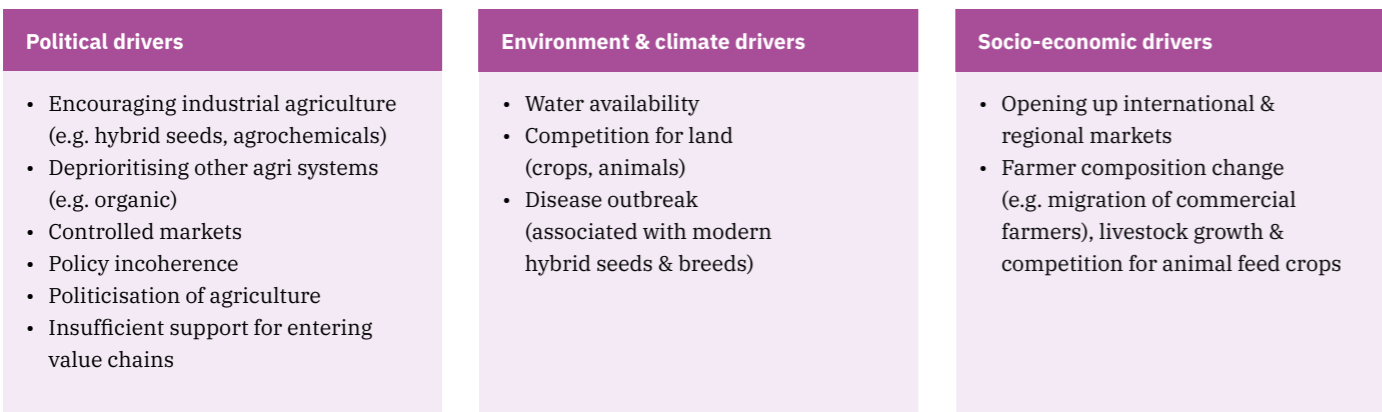 Political drivers
• Encouraging industrial agriculture
(e.g. hybrid seeds, agrochemicals)
• Deprioritising other agri systems
(e.g. organic)
• Controlled markets
• Policy incoherence
• Politicisation of agriculture
• Insufficient support for entering
value chains
Environment & climate drivers
• Water availability
• Competition for land
(crops, animals)
• Disease outbreak
(associated with modern
hybrid seeds & breeds)
Socio-economic drivers
• Opening up international &
regional markets
• Farmer composition change
(e.g. migration of commercial
farmers), livestock growth &
competition for animal feed crops